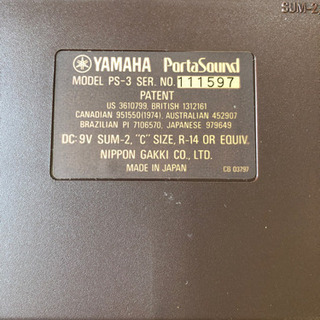 SUM-2
YAMAHA PortaSound
MODEL PS-3 SER. NO. 111597
PATENT
US 3610799, BRITISH 1312161
CANADIAN 951550(1974), AUSTRALIAN 452907
BRAZILIAN PI 7106570, JAPANESE 979649
DC: 9V SUM-2, "C" SIZE, R-14 OR EQUIV.
NIPPON GAKKI CO., LTD.
MADE IN JAPAN CB 03797